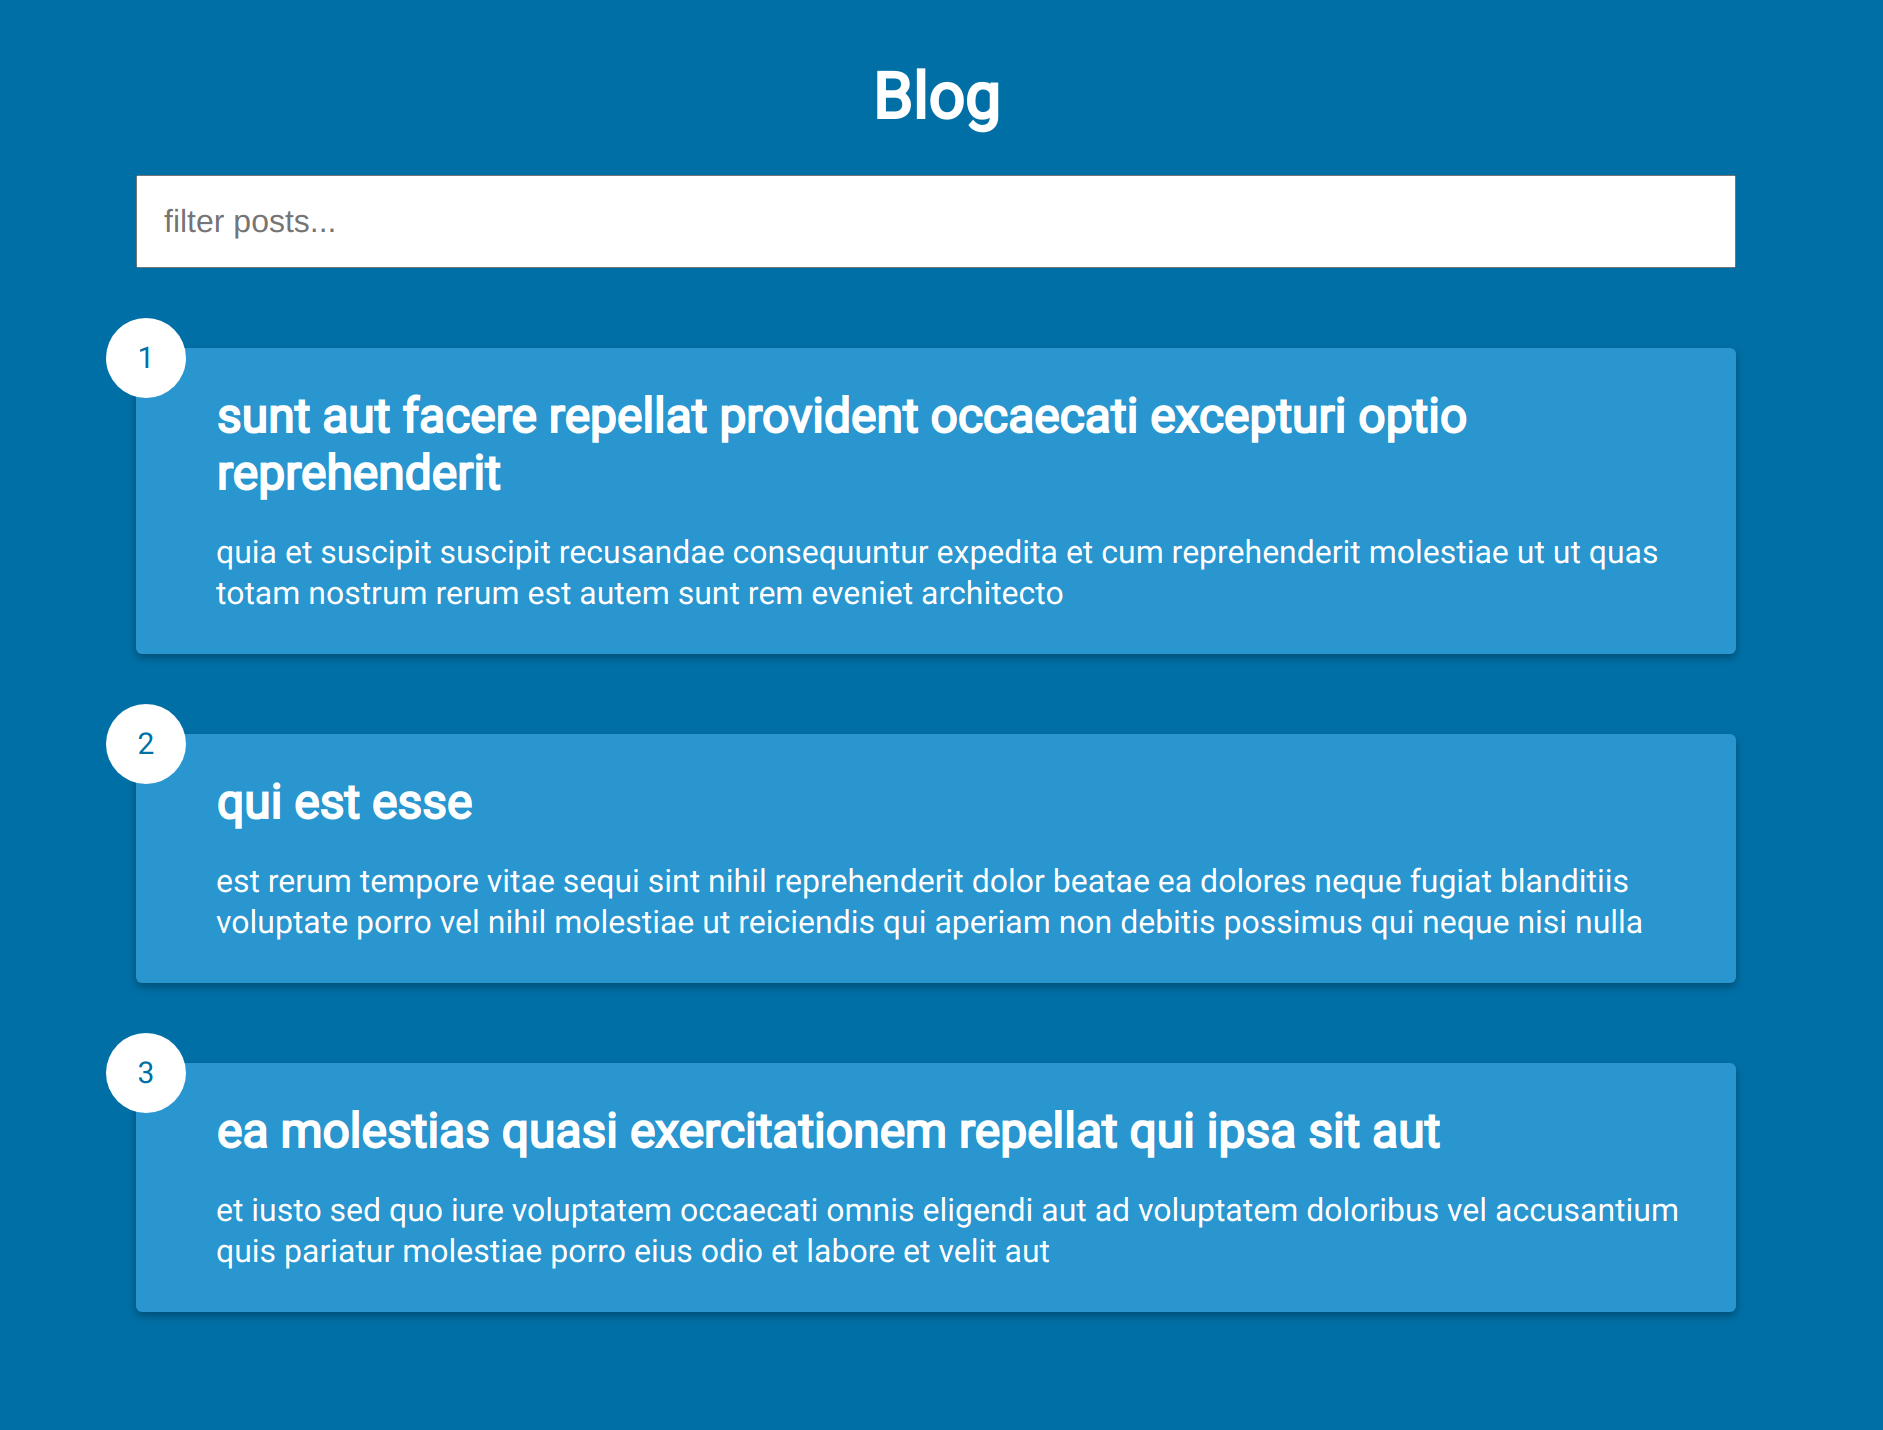 Blog
filter posts...
1
sunt aut facere repellat provident occaecati excepturi optio
reprehenderit
quia et suscipit suscipit recusandae consequuntur expedita et cum reprehenderit molestiae ut ut quas
totam nostrum rerum est autem sunt rem eveniet architecto
2
qui est esse
est rerum tempore vitae sequi sint nihil reprehenderit dolor beatae ea dolores neque fugiat blanditiis
voluptate porro vel nihil molestiae ut reiciendis qui aperiam non debitis possimus qui neque nisi nulla
3
ea molestias quasi exercitationem repellat qui ipsa sit aut
et iusto sed quo iure voluptatem occaecati omnis eligendi aut ad voluptatem doloribus vel accusantium
quis pariatur molestiae porro eius odio et labore et velit aut